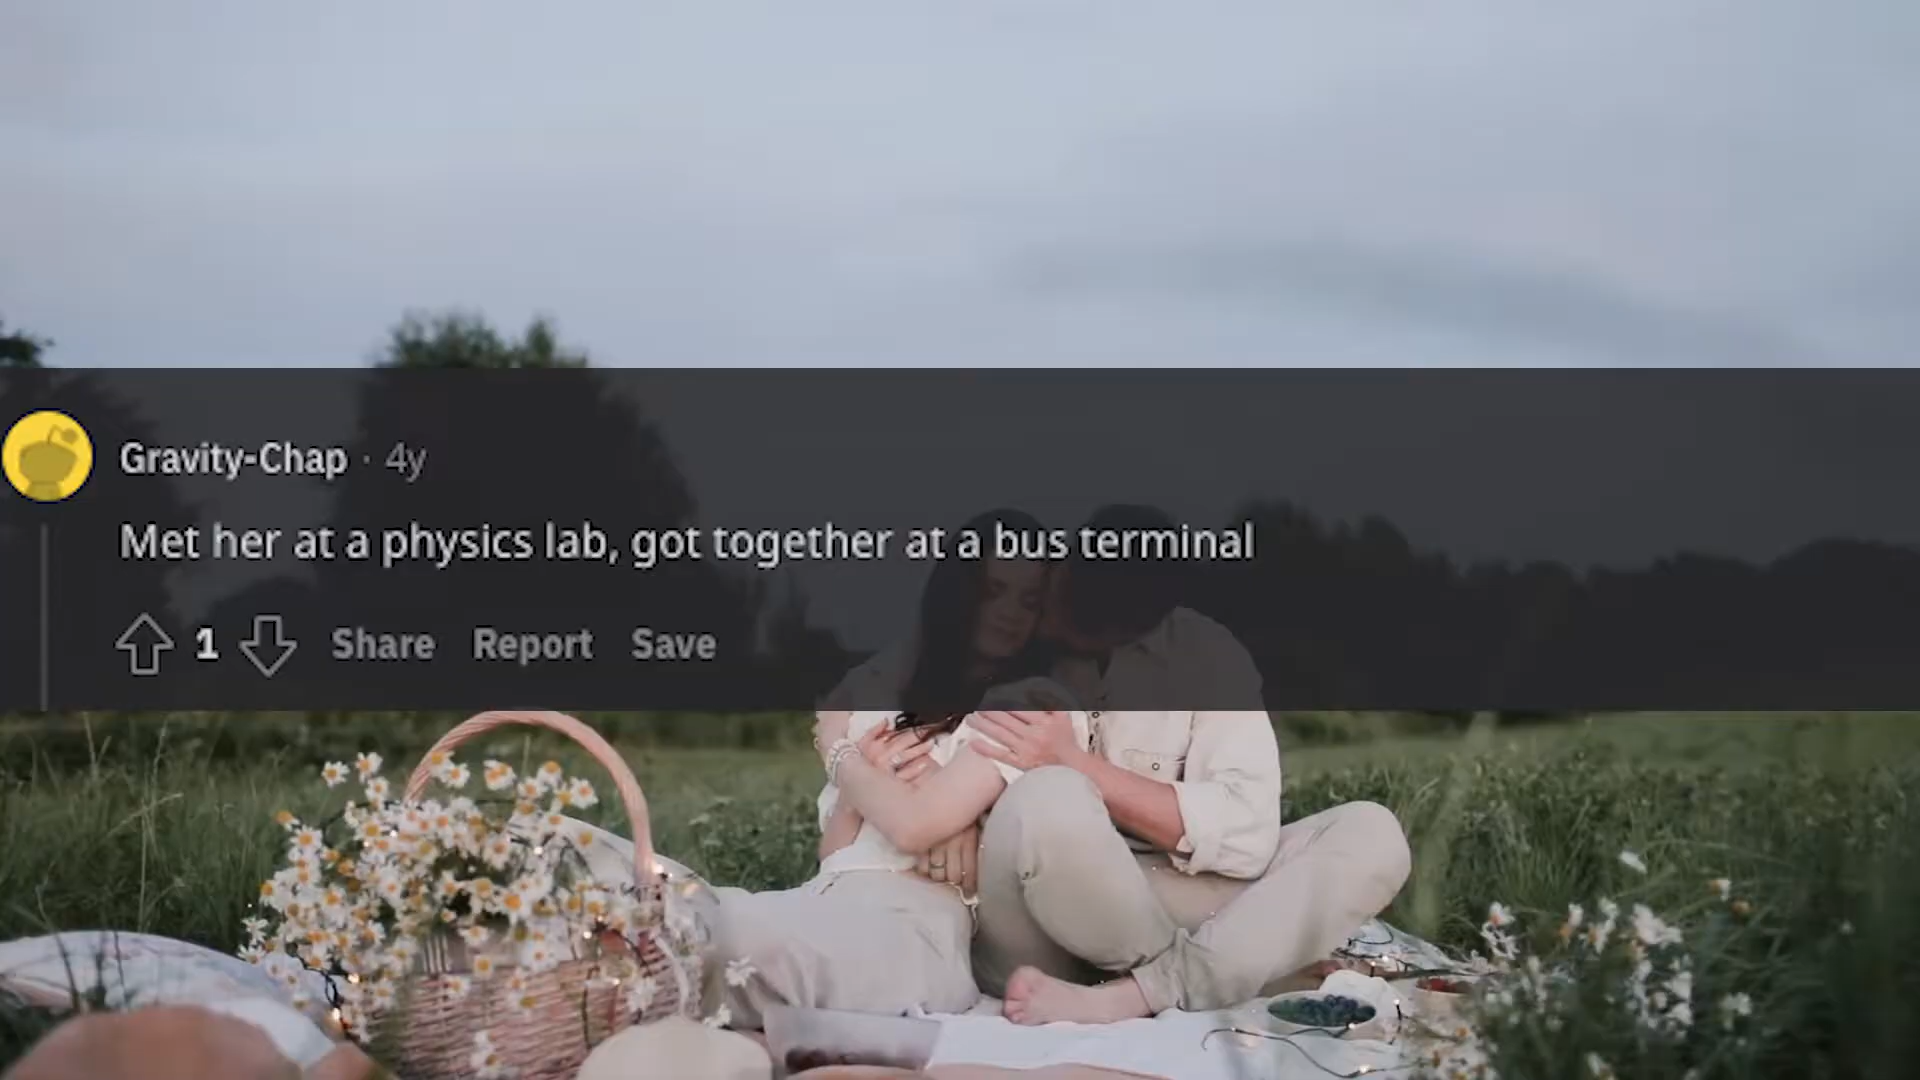 Gravity-Chap · 4y
Met her at a physics lab, got together at a bus terminal
1 Share Report Save